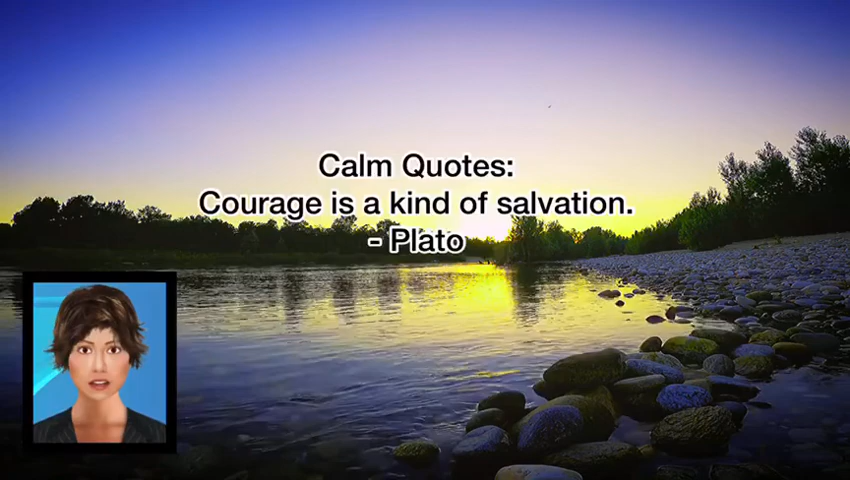 Calm Quotes:
Courage is a kind of salvation.
- Plato